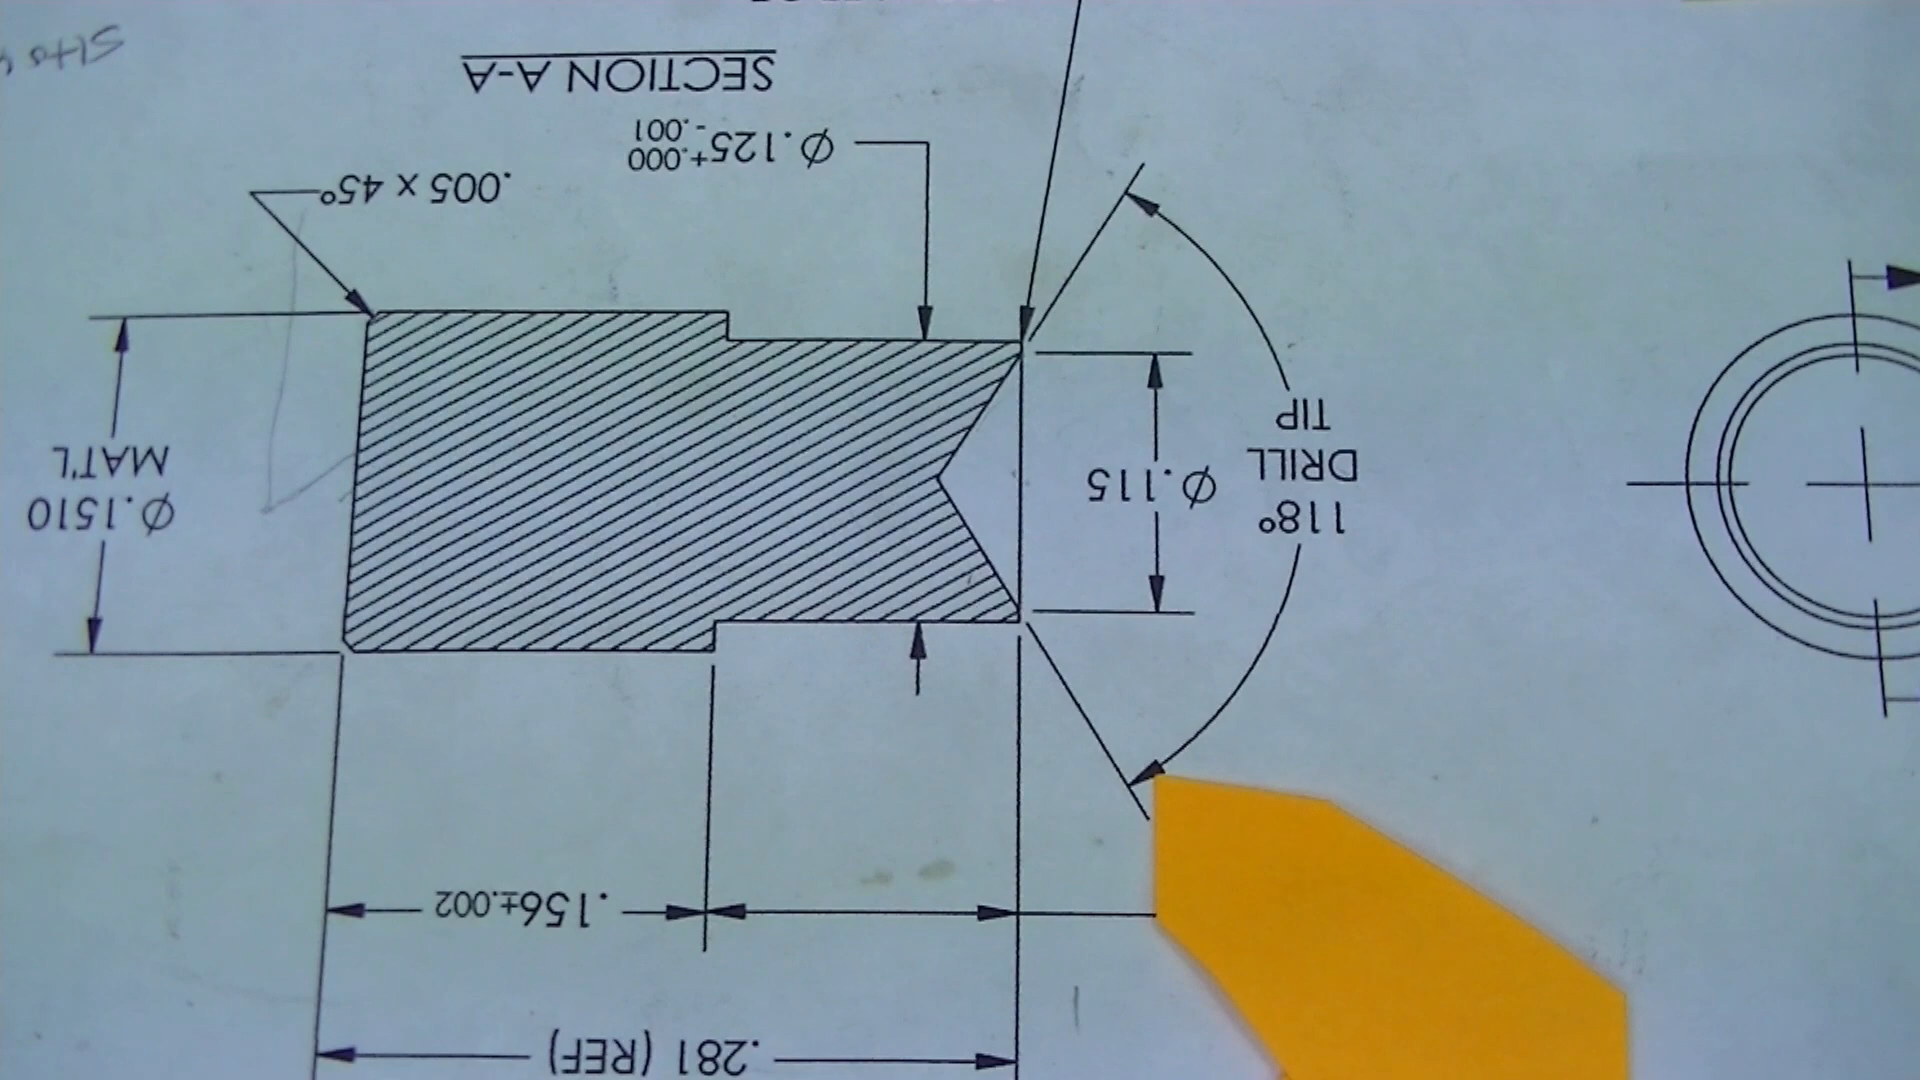 .281 (REF)
.156±.002
118°
DRILL
TIP
Ø.115
Ø.1510
MAT'L
.005 x 45°
Ø.125 +.000
-.001
SECTION A-A